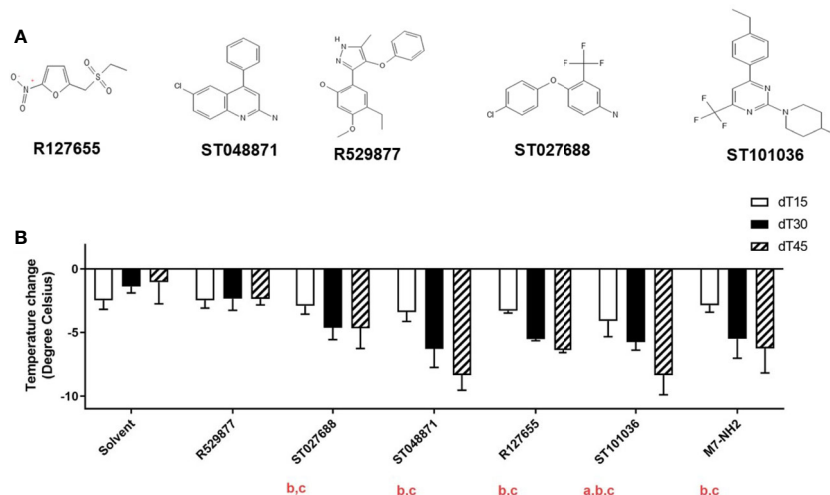 A
R127655
ST048871
R529877
ST027688
ST101036
dT15
dT30
dT45
B
Temperature change
(Degree Celsius)
0
-5
-10
Solvent
R529877
ST027688
ST048871
R127655
ST101036
M7-NH2
b,c
b,c
b,c
a,b,c
b,c